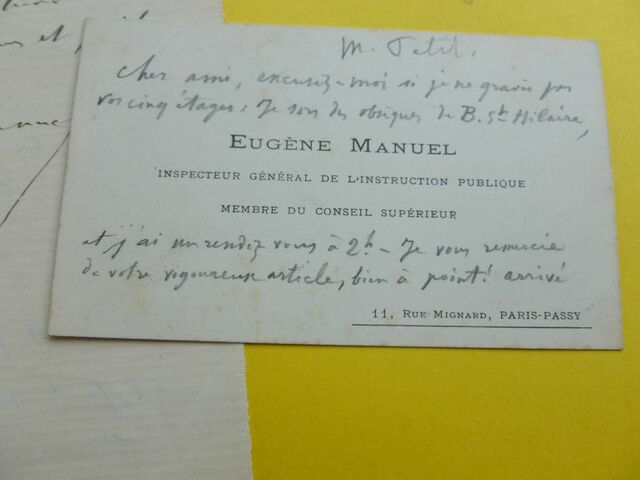 M. Petit.
Cher ami, excusez-moi si je ne gravis pas
vos cinq étages; Je sors des obsèques de B. St Hilaire,
EUGÈNE MANUEL
INSPECTEUR GÉNÉRAL DE L'INSTRUCTION PUBLIQUE
MEMBRE DU CONSEIL SUPÉRIEUR
et j'ai un rendez vous à 2h - Je vous remercie
de votre vigoureux article, bien à point! arrivé
11, RUE MIGNARD, PARIS-PASSY